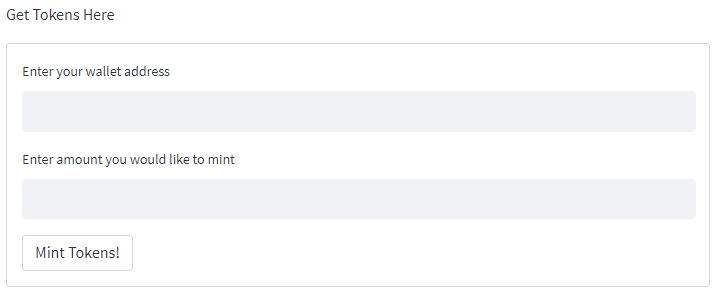 Get Tokens Here
Enter your wallet address
Enter amount you would like to mint
Mint Tokens!